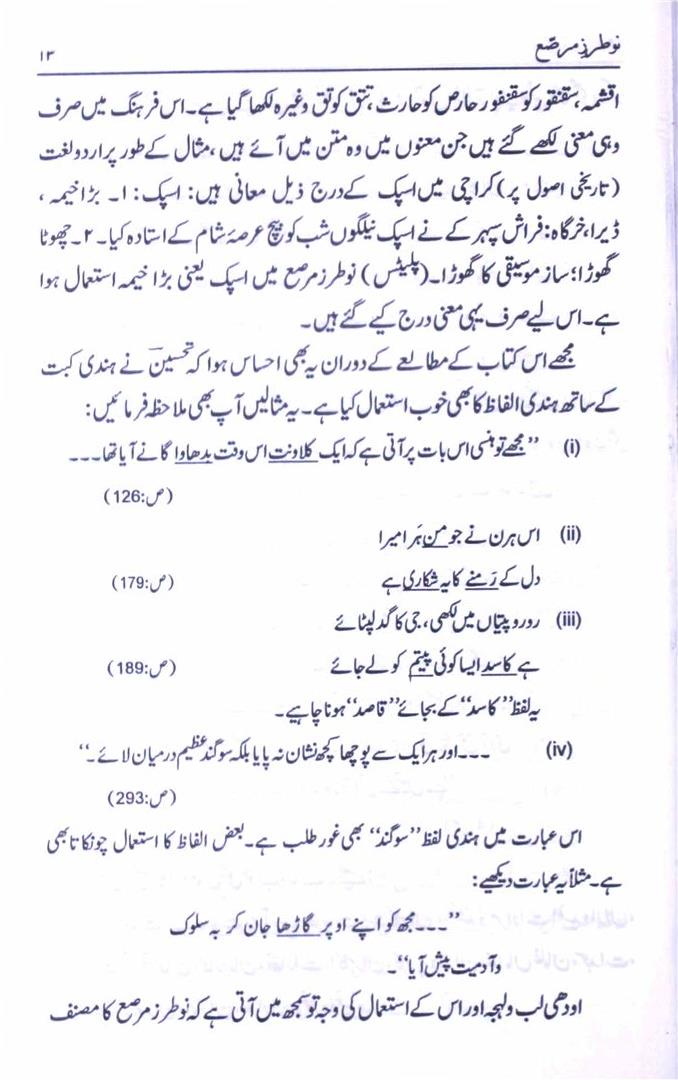 نوطرزِ مرصّع ۱۳
اقشمہ، سقنقور کو سقنفور حارص کو حارث، تتق کو تق وغیرہ لکھا گیا ہے۔ اس فرہنگ میں صرف
وہی معنی لکھے گئے ہیں جن معنوں میں وہ متن میں آئے ہیں، مثال کے طور پر اردو لغت
(تاریخی اصول پر) کراچی میں اسپک کے درج ذیل معانی ہیں: اسپک: ۱۔ بڑا خیمہ،
ڈیرا، خرگاہ: فراش سپہر کے نے اسپک نیلگوں شب کو بیچ عرصۂ شام کے استادہ کیا۔ ۲۔ چھوٹا
گھوڑا؛ ساز موسیقی کا گھوڑا۔ (پلیٹس) نوطرز مرصع میں اسپک یعنی بڑا خیمہ استعمال ہوا
ہے۔ اس لیے صرف یہی معنی درج کیے گئے ہیں۔
مجھے اس کتاب کے مطالعے کے دوران یہ بھی احساس ہوا کہ تحسینؔ نے ہندی کبت
کے ساتھ ہندی الفاظ کا بھی خوب استعمال کیا ہے۔ یہ مثالیں آپ بھی ملاحظہ فرمائیں:
(i) ”مجھے تو ہنسی اس بات پر آتی ہے کہ ایک کلاونت اس وقت بدھاوا گانے آیا تھا۔۔۔
(ص:126)
(ii) اس ہرن نے جو من ہَرا میرا
دل کے رَمنے کا یہ شکاری ہے (ص:179)
(iii) رو رو پتیاں میں لکھی، جی کا گد لپٹائے
ہے کاسد ایسا کوئی پیتم کو لے جائے (ص:189)
یہ لفظ ”کاسد“ کے بجائے ”قاصد“ ہونا چاہیے۔
(iv) ۔۔۔ اور ہر ایک سے پوچھا کچھ نشان نہ پایا بلکہ سوگند عظیم درمیان لائے۔“
(ص:293)
اس عبارت میں ہندی لفظ ”سوگند“ بھی غور طلب ہے۔ بعض الفاظ کا استعمال چونکاتا بھی
ہے۔ مثلاً یہ عبارت دیکھیے:
”۔۔۔ مجھ کو اپنے اوپر گاڑھا جان کر بہ سلوک
و آدمیت پیش آیا“۔
اودھی لب ولہجہ اور اس کے استعمال کی وجہ تو سمجھ میں آتی ہے کہ نوطرز مرصع کا مصنف